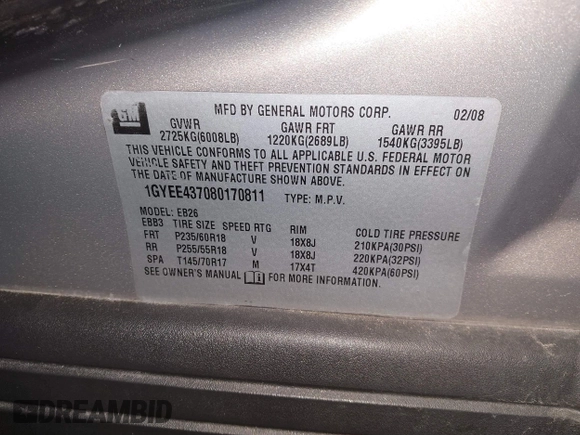 GM
MFD BY GENERAL MOTORS CORP. 02/08
GVWR GAWR FRT GAWR RR
2725KG(6008LB) 1220KG(2689LB) 1540KG(3395LB)
THIS VEHICLE CONFORMS TO ALL APPLICABLE U.S. FEDERAL MOTOR
VEHICLE SAFETY AND THEFT PREVENTION STANDARDS IN EFFECT ON
THE DATE OF MANUFACTURE SHOWN ABOVE.
1GYEE437080170811 TYPE: M.P.V.
MODEL: EB26
EBB3 TIRE SIZE SPEED RTG RIM COLD TIRE PRESSURE
FRT P235/60R18 V 18X8J 210KPA(30PSI)
RR P255/55R18 V 18X8J 220KPA(32PSI)
SPA T145/70R17 M 17X4T 420KPA(60PSI)
SEE OWNER'S MANUAL FOR MORE INFORMATION.
DREAMBID